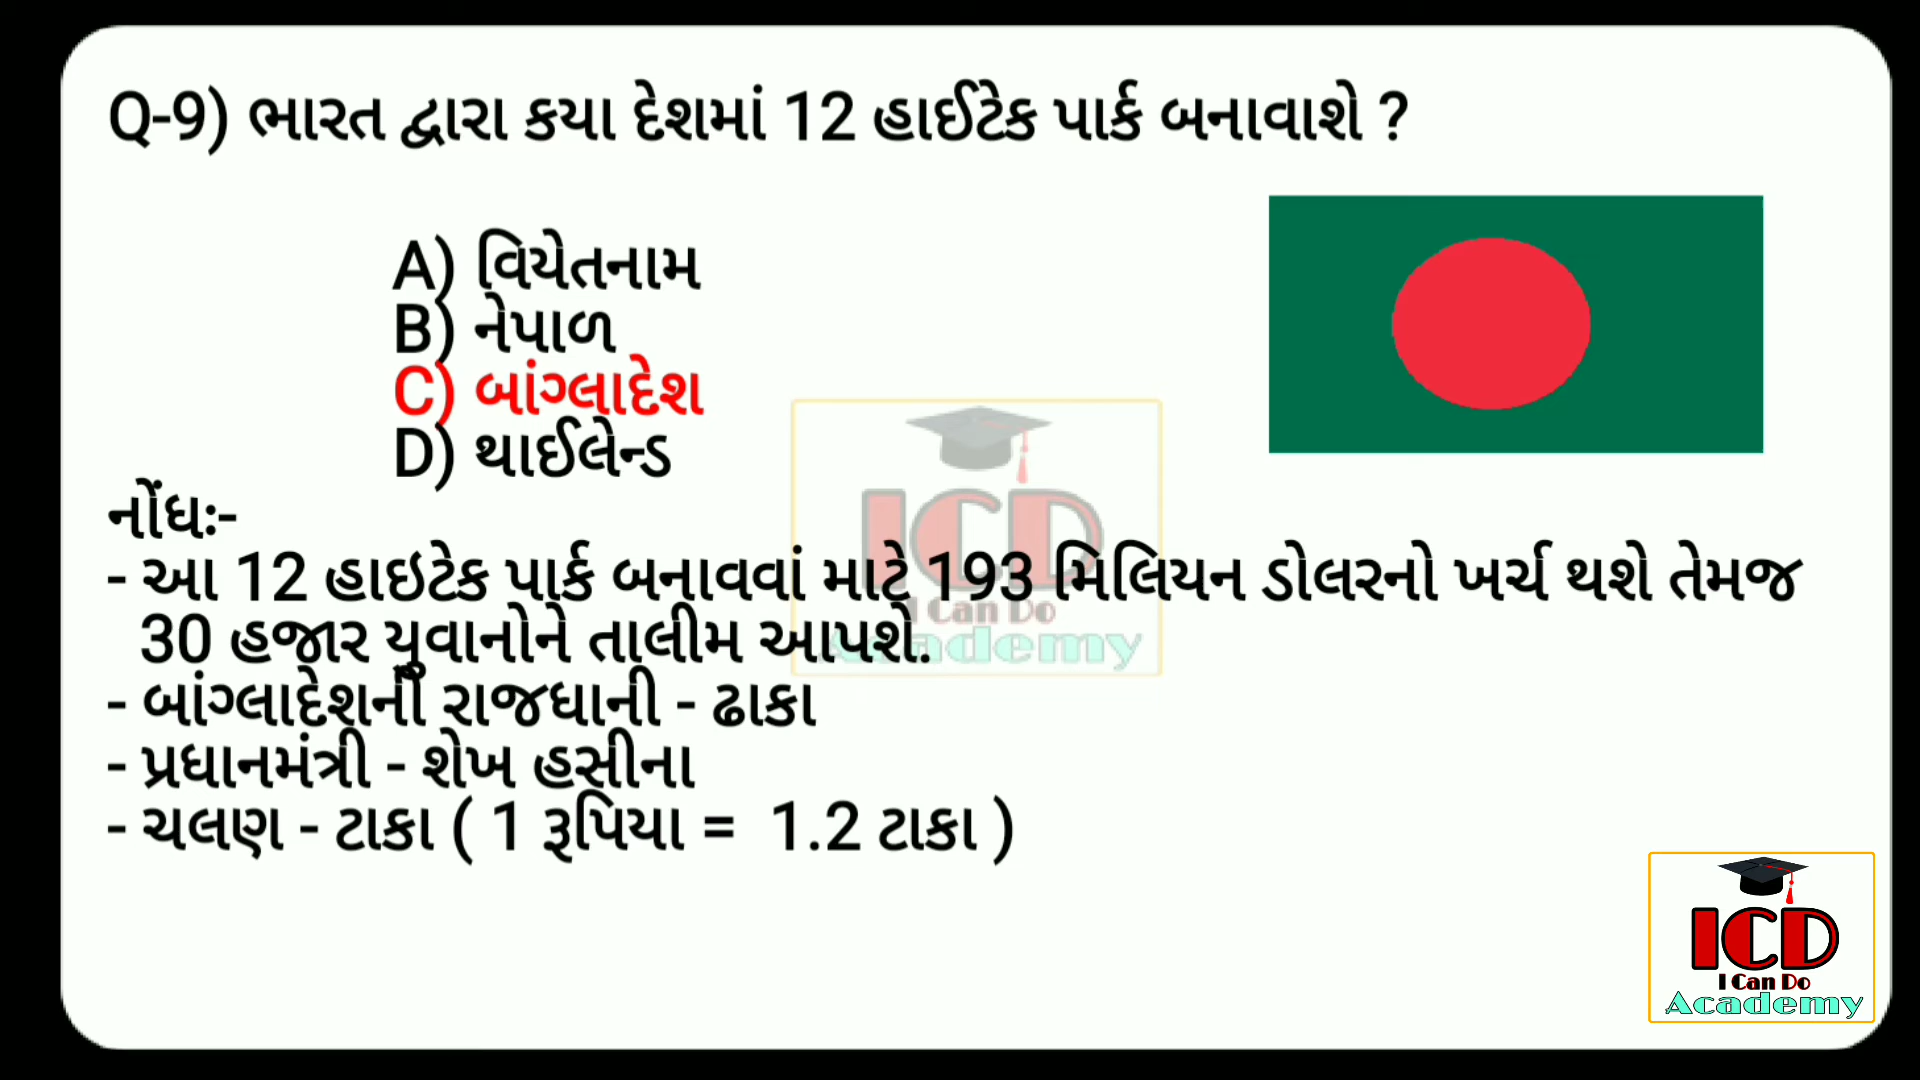 Q-9) ભારત દ્વારા કયા દેશમાં 12 હાઈટેક પાર્ક બનાવાશે ?
A) વિયેતનામ
B) નેપાળ
C) બાંગ્લાદેશ
D) થાઈલેન્ડ
નોંધઃ-
- આ 12 હાઇટેક પાર્ક બનાવવાં માટે 193 મિલિયન ડોલરનો ખર્ચ થશે તેમજ
30 હજાર યુવાનોને તાલીમ આપશે.
- બાંગ્લાદેશની રાજધાની - ઢાકા
- પ્રધાનમંત્રી - શેખ હસીના
- ચલણ - ટાકા ( 1 રૂપિયા = 1.2 ટાકા )
ICD
I Can Do
Academy
ICD
I Can Do
Academy